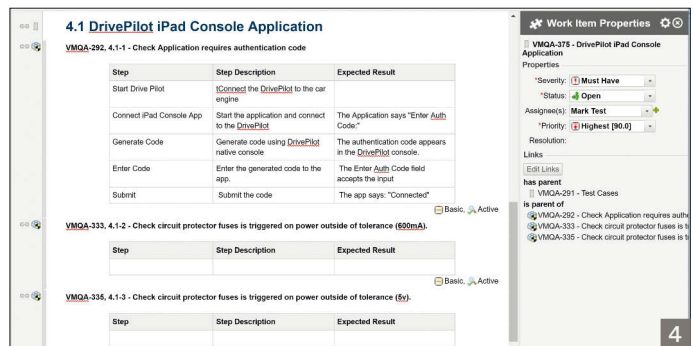 4.1 DrivePilot iPad Console Application
VMQA-292, 4.1-1 - Check Application requires authentication code
Step Step Description Expected Result
Start Drive Pilot tConnect the DrivePilot to the car
engine
Connect iPad Console App Start the application and connect The Application says "Enter Auth
to the DrivePilot Code:"
Generate Code Generate code using DrivePilot The authentication code appears
native console in the DrivePilot console.
Enter Code Enter the generated code to the The Enter Auth Code field
app. accepts the input
Submit Submit the code The app says: "Connected"
Basic, Active
VMQA-333, 4.1-2 - Check circuit protector fuses is triggered on power outside of tolerance (600mA).
Step Step Description Expected Result
Basic, Active
VMQA-335, 4.1-3 - Check circuit protector fuses is triggered on power outside of tolerance (5v).
Step Step Description Expected Result
Work Item Properties
VMQA-375 - DrivePilot iPad Console
Application
Properties
*Severity: Must Have
*Status: Open
Assignee(s): Mark Test
*Priority: Highest [90.0]
Resolution:
Links
Edit Links
has parent
VMQA-291 - Test Cases
is parent of
VMQA-292 - Check Application requires authe
VMQA-333 - Check circuit protector fuses is t
VMQA-335 - Check circuit protector fuses is t
4